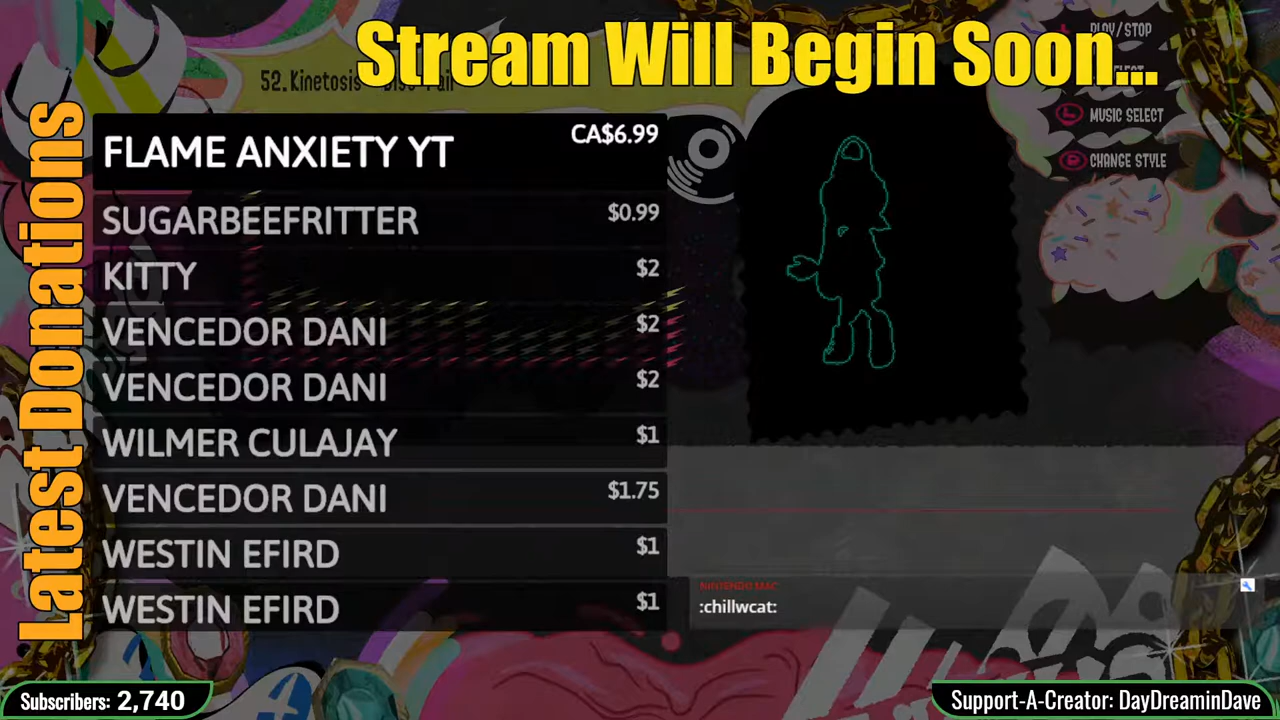 Stream Will Begin Soon...
PLAY/STOP
52. Kinetosis
MUSIC SELECT
CHANGE STYLE
Latest Donations
FLAME ANXIETY YT CA$6.99
SUGARBEEFRITTER $0.99
KITTY $2
VENCEDOR DANI $2
VENCEDOR DANI $2
WILMER CULAJAY $1
VENCEDOR DANI $1.75
WESTIN EFIRD $1
WESTIN EFIRD $1
NINTENDO MAC
:chillwcat:
Subscribers: 2,740
Support-A-Creator: DayDreaminDave